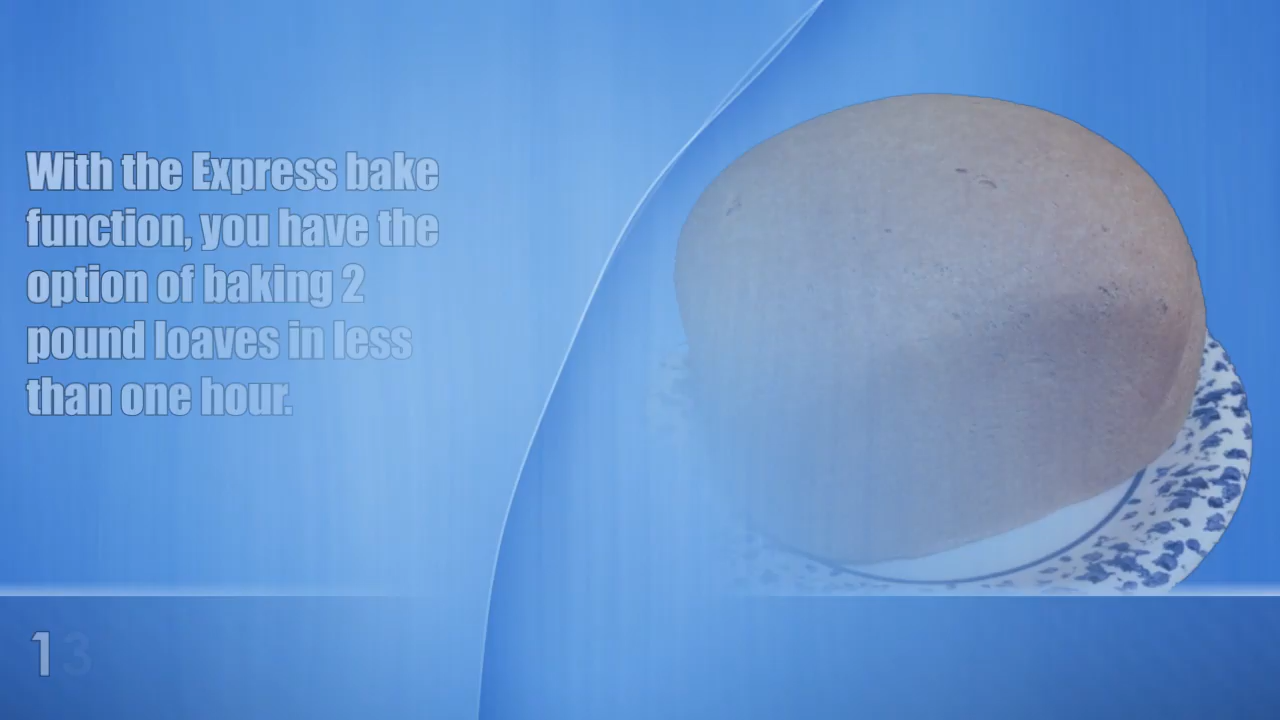 With the Express bake
function, you have the
option of baking 2
pound loaves in less
than one hour.
13